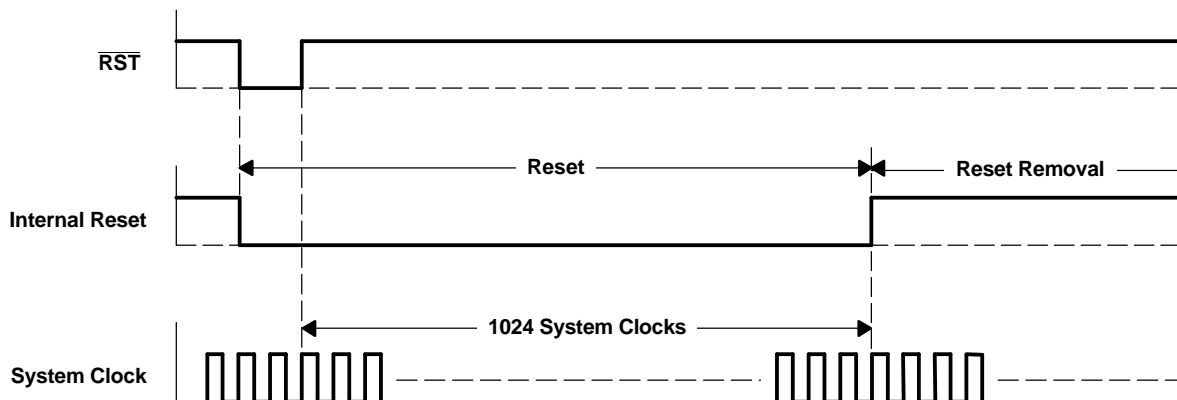 RST
Reset
Reset Removal
Internal Reset
1024 System Clocks
System Clock